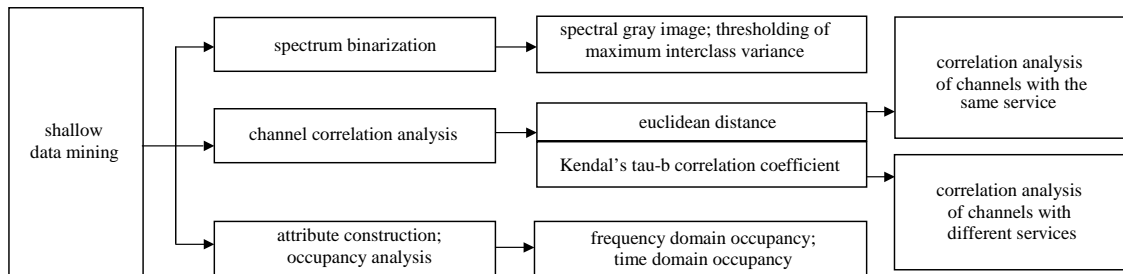 shallow
data mining
spectrum binarization
spectral gray image; thresholding of
maximum interclass variance
channel correlation analysis
euclidean distance
Kendal's tau-b correlation coefficient
correlation analysis
of channels with the
same service
correlation analysis
of channels with
different services
attribute construction;
occupancy analysis
frequency domain occupancy;
time domain occupancy